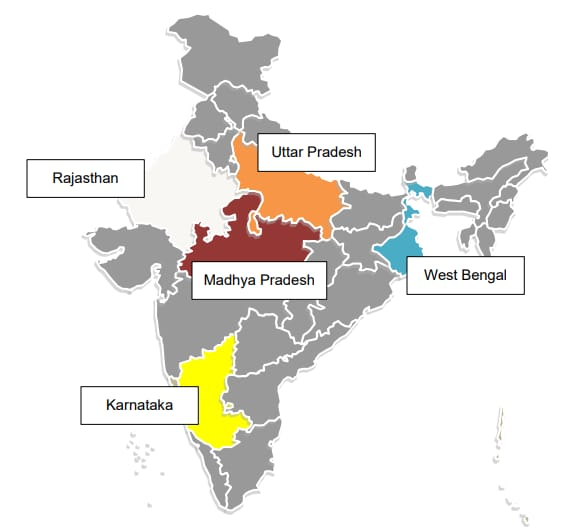 Uttar Pradesh
Rajasthan
West Bengal
Madhya Pradesh
Karnataka